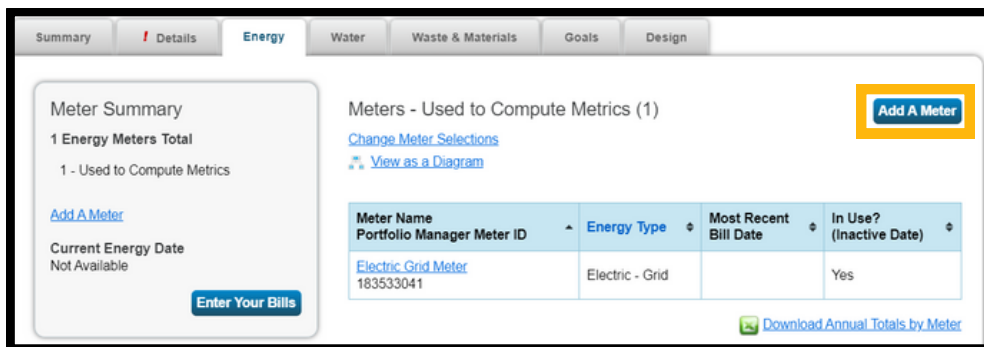 Summary
! Details
Energy
Water
Waste & Materials
Goals
Design
Meter Summary
1 Energy Meters Total
1 - Used to Compute Metrics
Add A Meter
Current Energy Date
Not Available
Enter Your Bills
Meters - Used to Compute Metrics (1)
Add A Meter
Change Meter Selections
View as a Diagram
Meter Name
Portfolio Manager Meter ID
Energy Type
Most Recent
Bill Date
In Use?
(Inactive Date)
Electric Grid Meter
183533041
Electric - Grid
Yes
Download Annual Totals by Meter